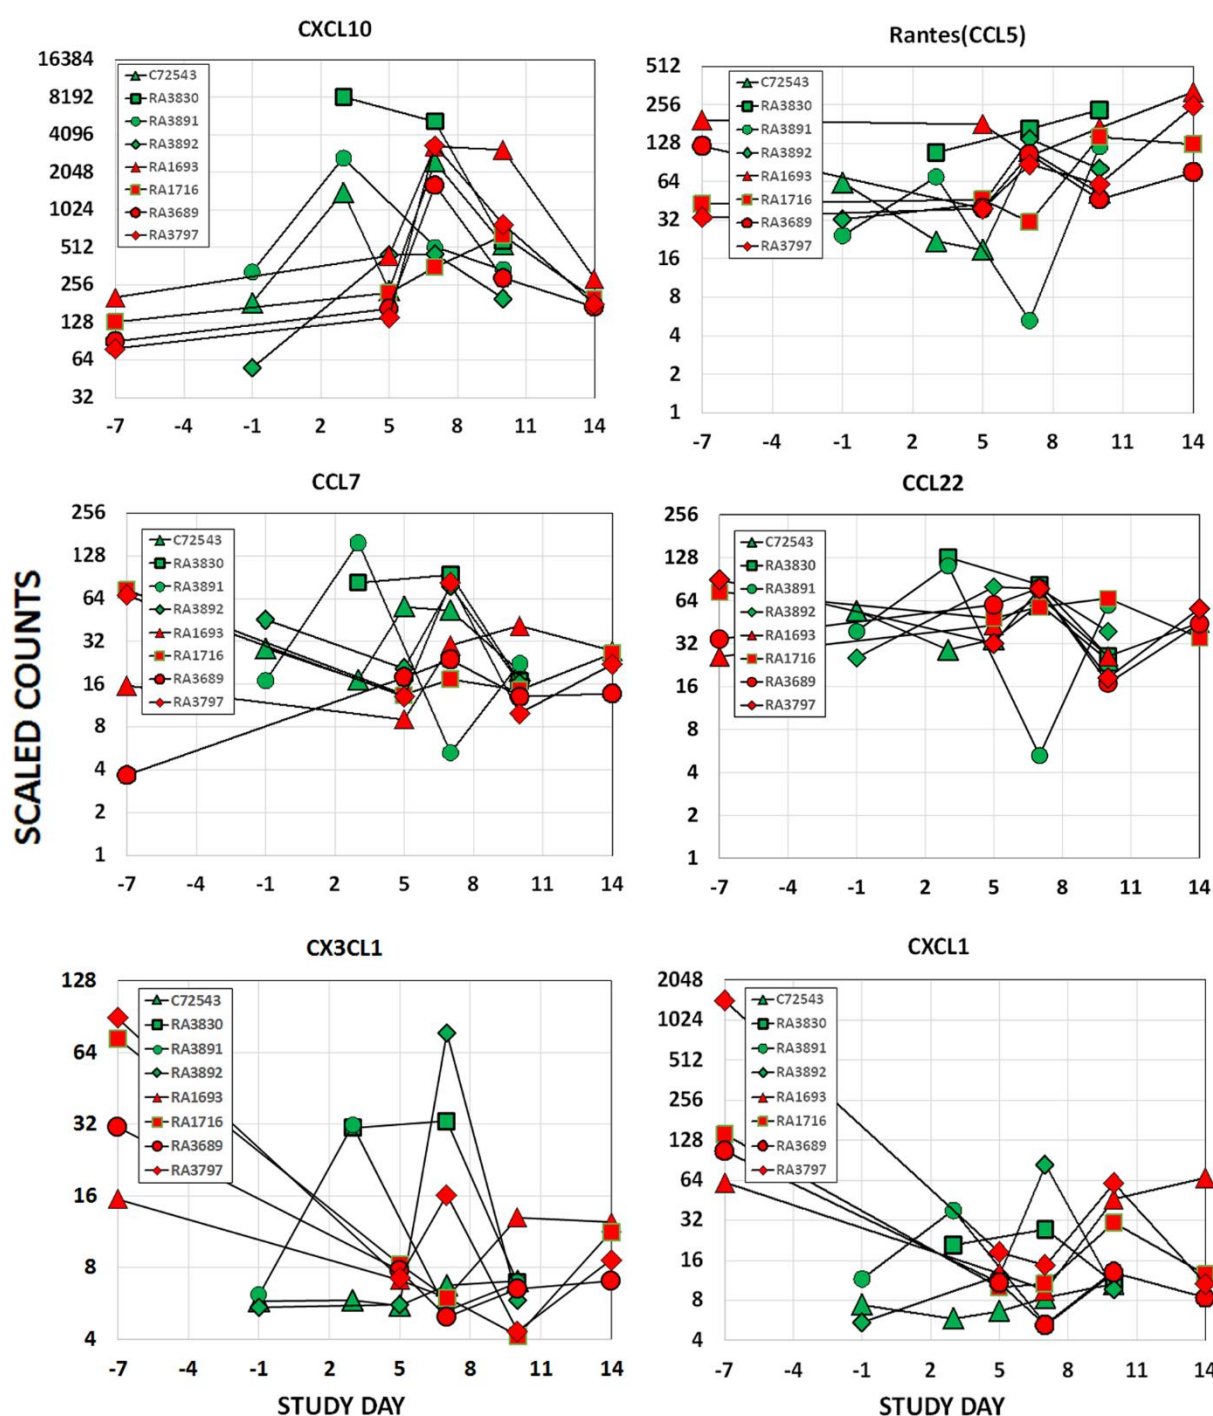 CXCL10
16384
8192
4096
2048
1024
512
256
128
64
32
C72543
RA3830
RA3891
RA3892
RA1693
RA1716
RA3689
RA3797
-7 -4 -1 2 5 8 11 14
Rantes(CCL5)
512
256
128
64
32
16
8
4
2
1
C72543
RA3830
RA3891
RA3892
RA1693
RA1716
RA3689
RA3797
-7 -4 -1 2 5 8 11 14
SCALED COUNTS
CCL7
256
128
64
32
16
8
4
2
1
C72543
RA3830
RA3891
RA3892
RA1693
RA1716
RA3689
RA3797
-7 -4 -1 2 5 8 11 14
CCL22
256
128
64
32
16
8
4
2
1
C72543
RA3830
RA3891
RA3892
RA1693
RA1716
RA3689
RA3797
-7 -4 -1 2 5 8 11 14
CX3CL1
128
64
32
16
8
4
C72543
RA3830
RA3891
RA3892
RA1693
RA1716
RA3689
RA3797
-7 -4 -1 2 5 8 11 14
STUDY DAY
CXCL1
2048
1024
512
256
128
64
32
16
8
4
C72543
RA3830
RA3891
RA3892
RA1693
RA1716
RA3689
RA3797
-7 -4 -1 2 5 8 11 14
STUDY DAY